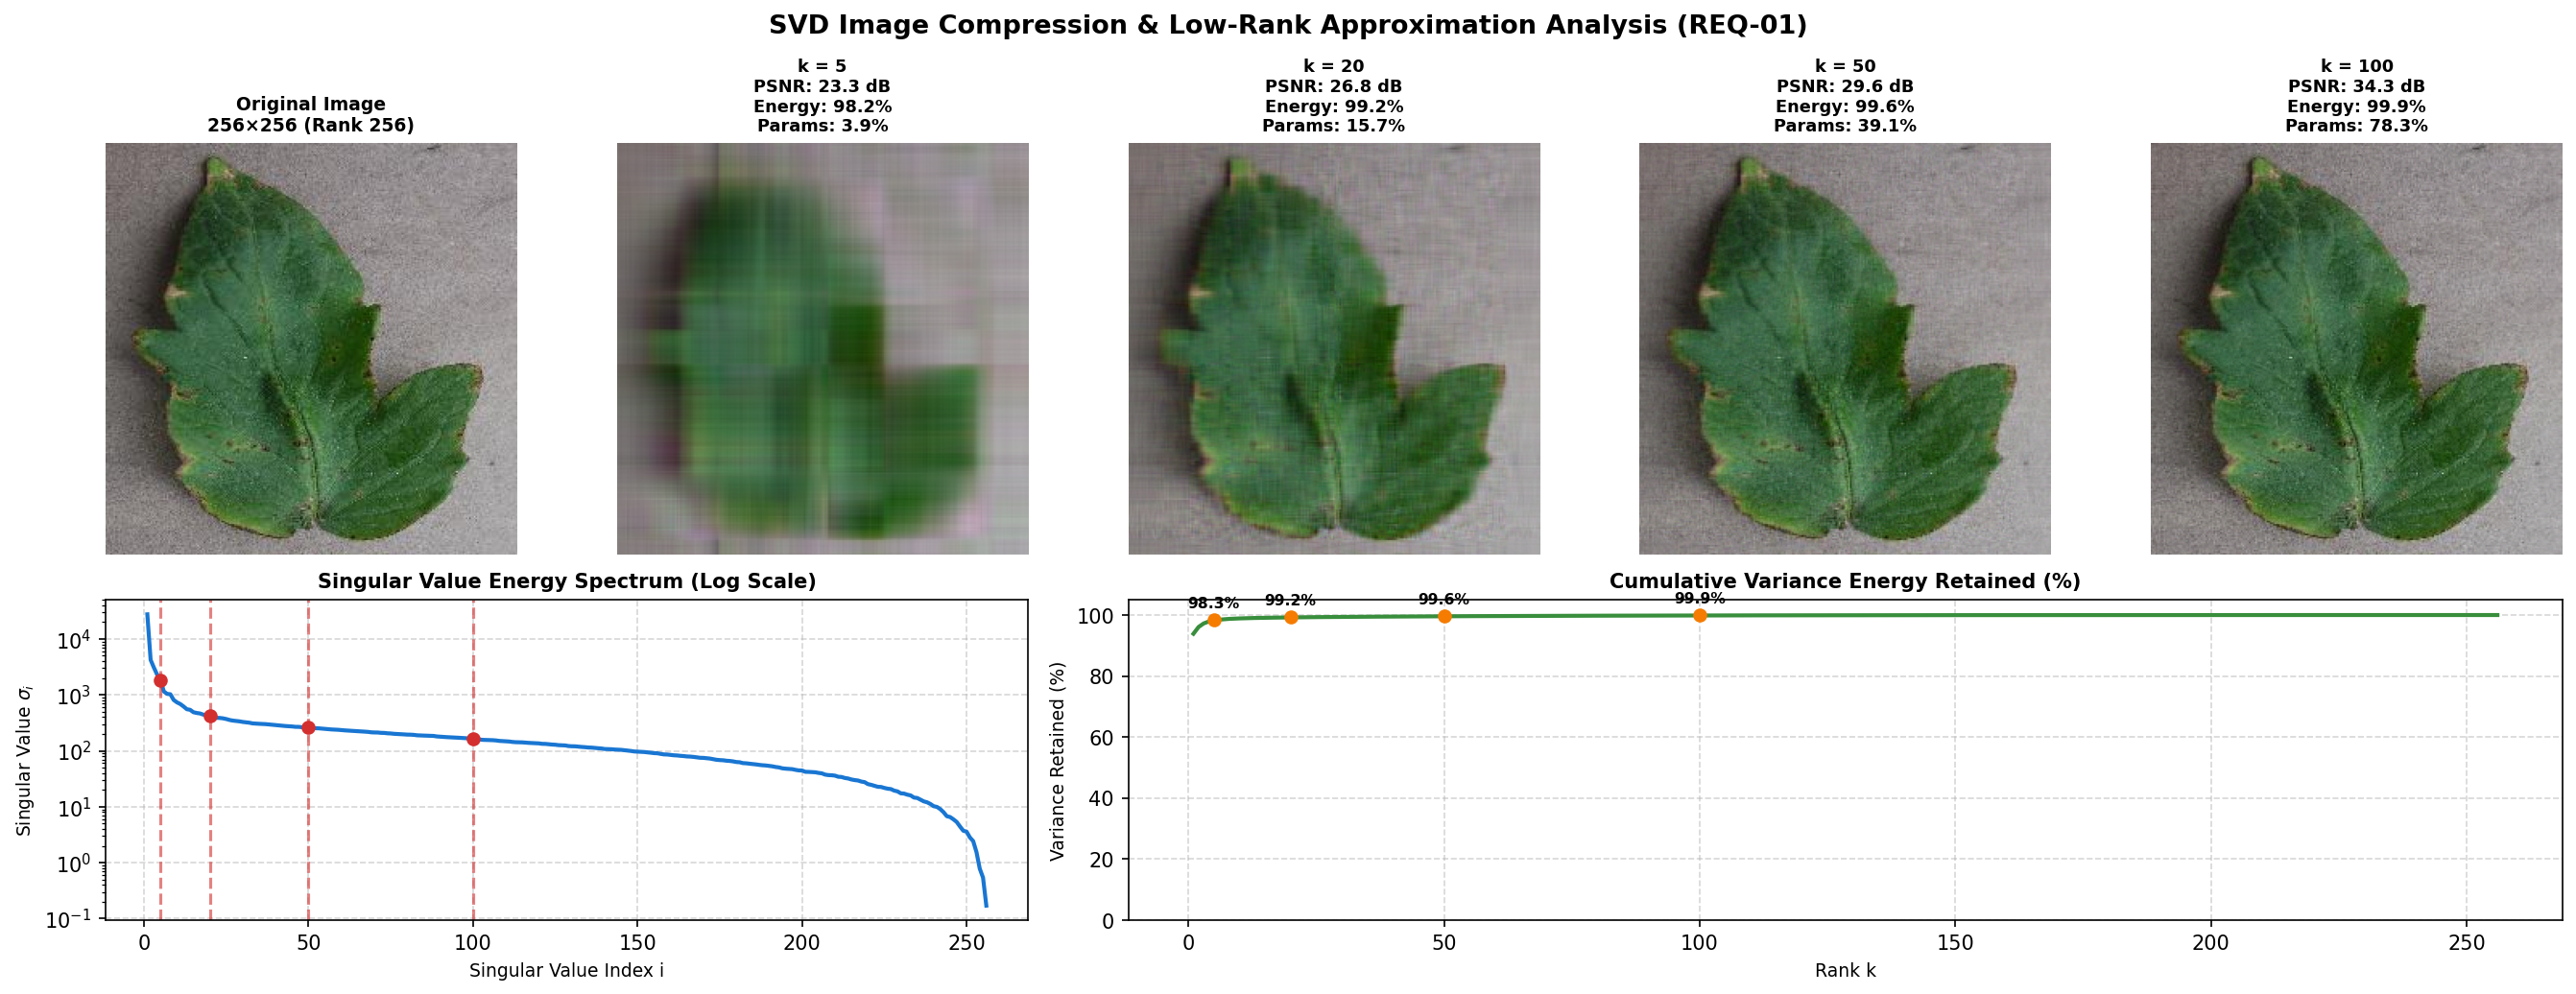 SVD Image Compression & Low-Rank Approximation Analysis (REQ-01)
Original Image
256×256 (Rank 256)
k = 5
PSNR: 23.3 dB
Energy: 98.2%
Params: 3.9%
k = 20
PSNR: 26.8 dB
Energy: 99.2%
Params: 15.7%
k = 50
PSNR: 29.6 dB
Energy: 99.6%
Params: 39.1%
k = 100
PSNR: 34.3 dB
Energy: 99.9%
Params: 78.3%
Singular Value Energy Spectrum (Log Scale)
Singular Value σᵢ
10⁴
10³
10²
10¹
10⁰
10⁻¹
0 50 100 150 200 250
Singular Value Index i
Cumulative Variance Energy Retained (%)
98.3% 99.2% 99.6% 99.9%
Variance Retained (%)
100
80
60
40
20
0
0 50 100 150 200 250
Rank k